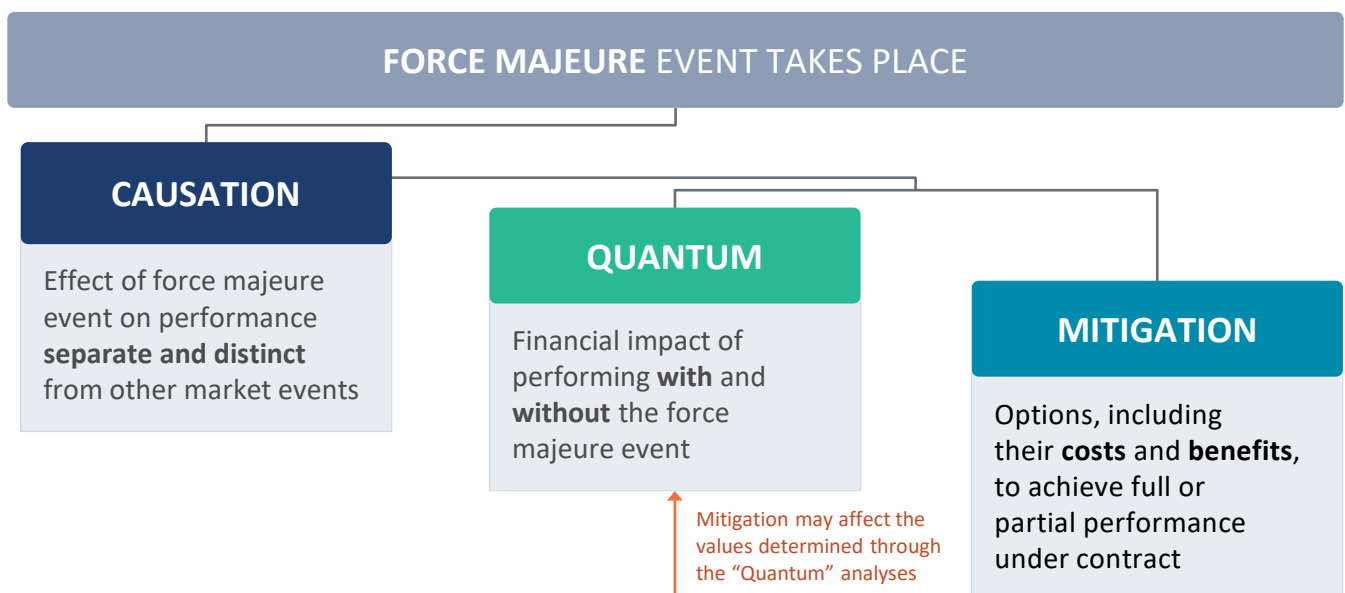 FORCE MAJEURE EVENT TAKES PLACE
CAUSATION
Effect of force majeure
event on performance
separate and distinct
from other market events
QUANTUM
Financial impact of
performing with and
without the force
majeure event
MITIGATION
Options, including
their costs and benefits,
to achieve full or
partial performance
under contract
Mitigation may affect the
values determined through
the “Quantum” analyses